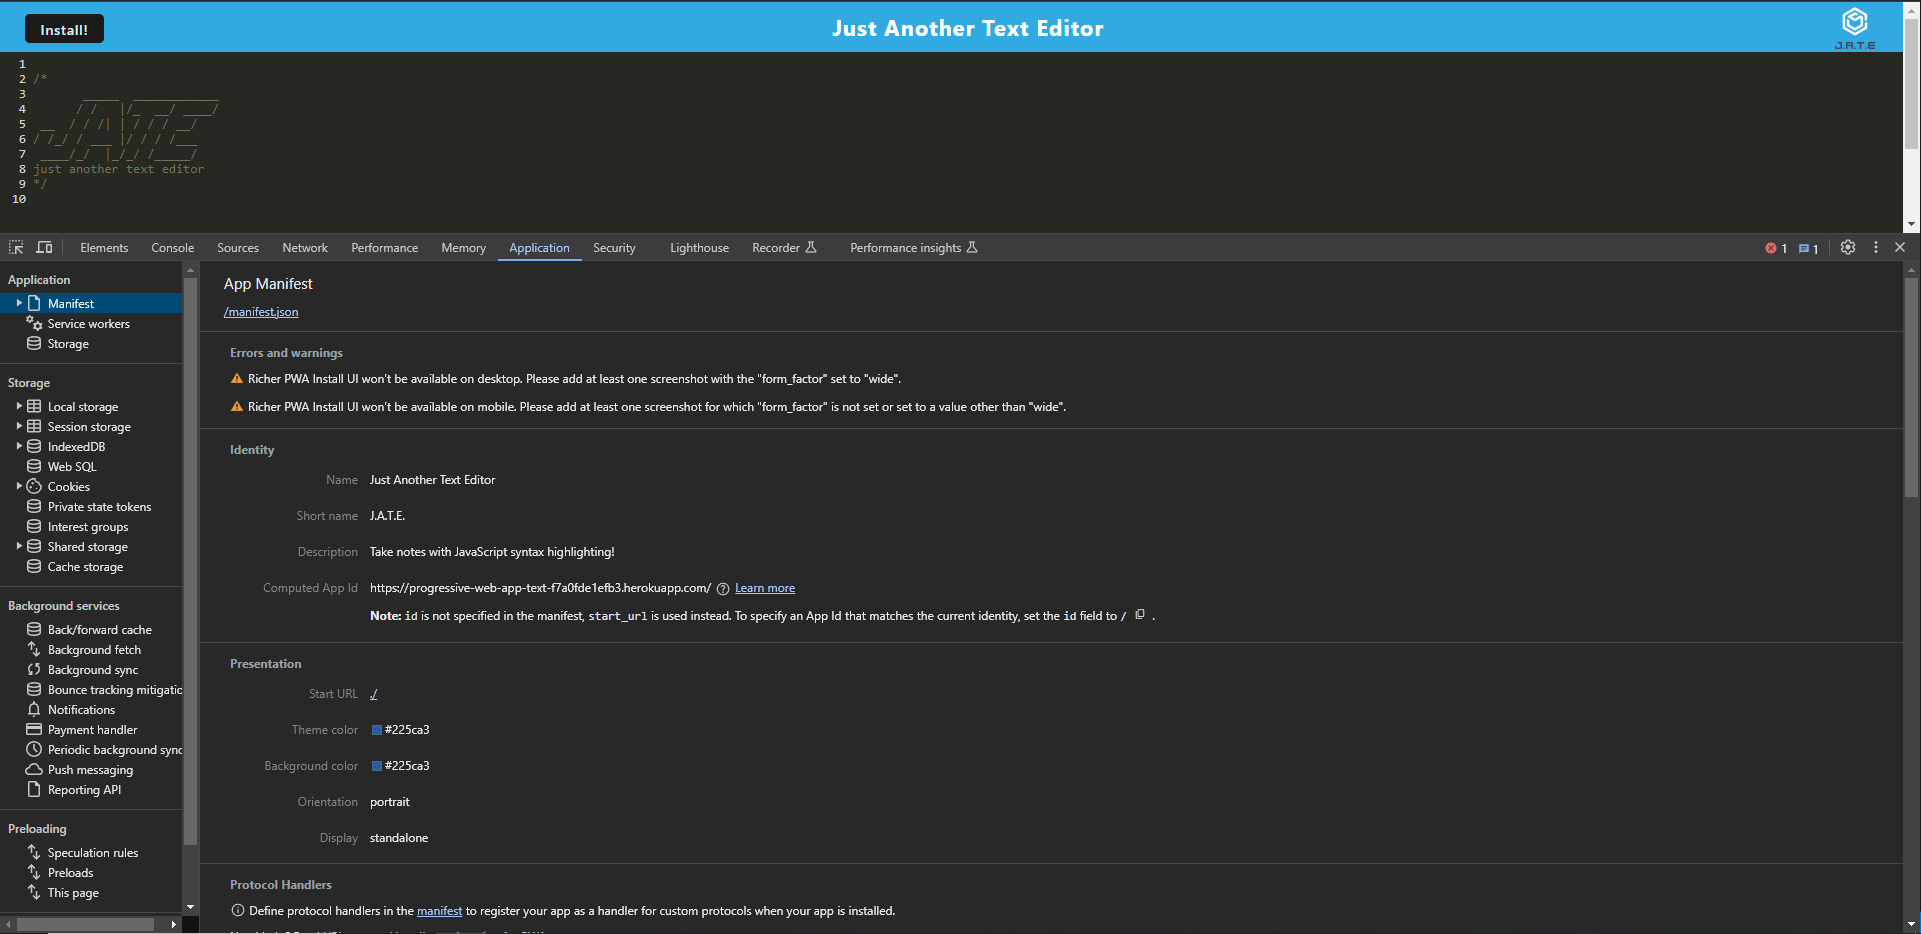 Install!
Just Another Text Editor
J.A.T.E
1
2 /*
3         _____  ____________
4       / /   |/_  __/ ____/
5  __  / / /| | / / / __/
6 / /_/ / ___ |/ / / /___
7  ____/_/  |_/_/ /_____/
8 just another text editor
9 */
10
Elements Console Sources Network Performance Memory Application Security Lighthouse Recorder Performance insights 1 1
Application
Manifest
Service workers
Storage
Storage
Local storage
Session storage
IndexedDB
Web SQL
Cookies
Private state tokens
Interest groups
Shared storage
Cache storage
Background services
Back/forward cache
Background fetch
Background sync
Bounce tracking mitigatio
Notifications
Payment handler
Periodic background sync
Push messaging
Reporting API
Preloading
Speculation rules
Preloads
This page
App Manifest
/manifest.json
Errors and warnings
Richer PWA Install UI won't be available on desktop. Please add at least one screenshot with the "form_factor" set to "wide".
Richer PWA Install UI won't be available on mobile. Please add at least one screenshot for which "form_factor" is not set or set to a value other than "wide".
Identity
Name Just Another Text Editor
Short name J.A.T.E.
Description Take notes with JavaScript syntax highlighting!
Computed App Id https://progressive-web-app-text-f7a0fde1efb3.herokuapp.com/ Learn more
Note: id is not specified in the manifest, start_url is used instead. To specify an App Id that matches the current identity, set the id field to / .
Presentation
Start URL ./
Theme color #225ca3
Background color #225ca3
Orientation portrait
Display standalone
Protocol Handlers
Define protocol handlers in the manifest to register your app as a handler for custom protocols when your app is installed.